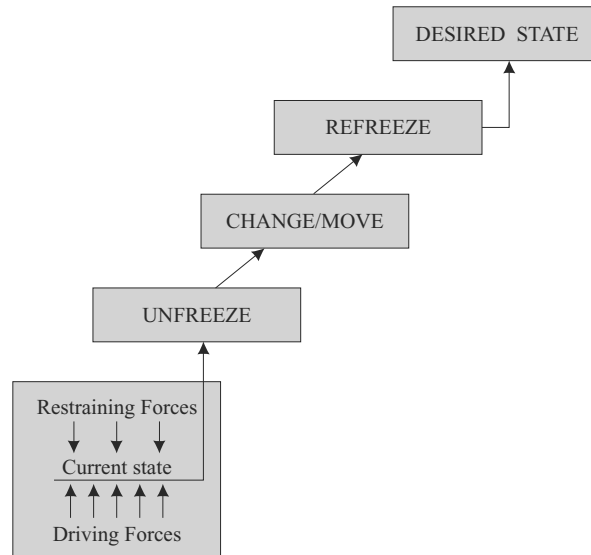 DESIRED STATE
REFREEZE
CHANGE/MOVE
UNFREEZE
Restraining Forces
Current state
Driving Forces